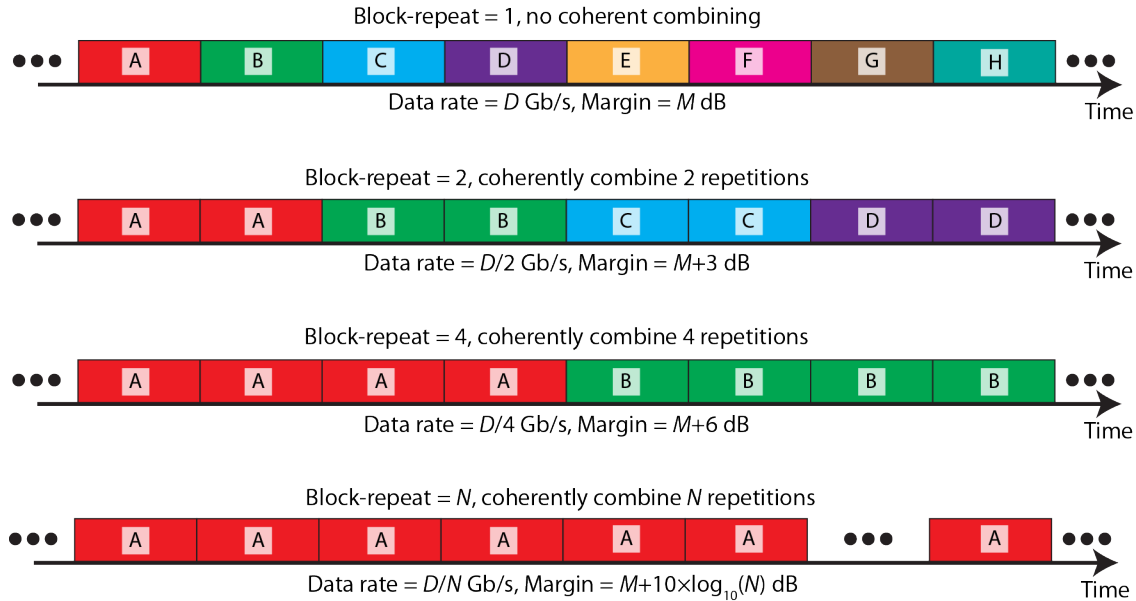 Block-repeat = 1, no coherent combining
A B C D E F G H
Data rate = D Gb/s, Margin = M dB
Time
Block-repeat = 2, coherently combine 2 repetitions
A A B B C C D D
Data rate = D/2 Gb/s, Margin = M+3 dB
Time
Block-repeat = 4, coherently combine 4 repetitions
A A A A B B B B
Data rate = D/4 Gb/s, Margin = M+6 dB
Time
Block-repeat = N, coherently combine N repetitions
A A A A A A A
Data rate = D/N Gb/s, Margin = M+10×log₁₀(N) dB
Time